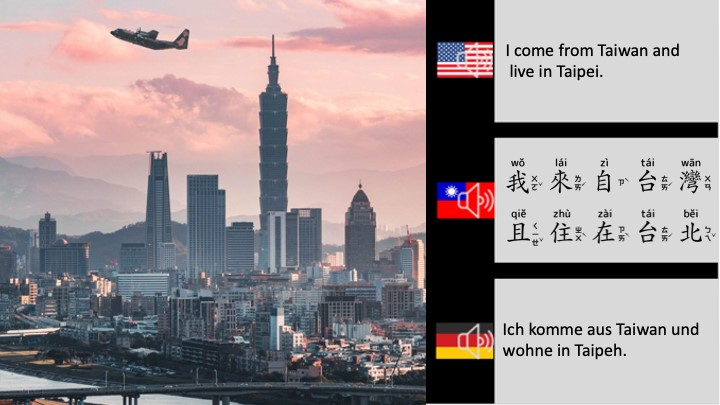 I come from Taiwan and
live in Taipei.
wǒ lái zì tái wān
我ㄨㄛˇ 來ㄌㄞˊ 自ㄗˋ 台ㄊㄞˊ 灣ㄨㄢ
qiě zhù zài tái běi
且ㄑㄧㄝˇ 住ㄓㄨˋ 在ㄗㄞˋ 台ㄊㄞˊ 北ㄅㄟˇ
Ich komme aus Taiwan und
wohne in Taipeh.